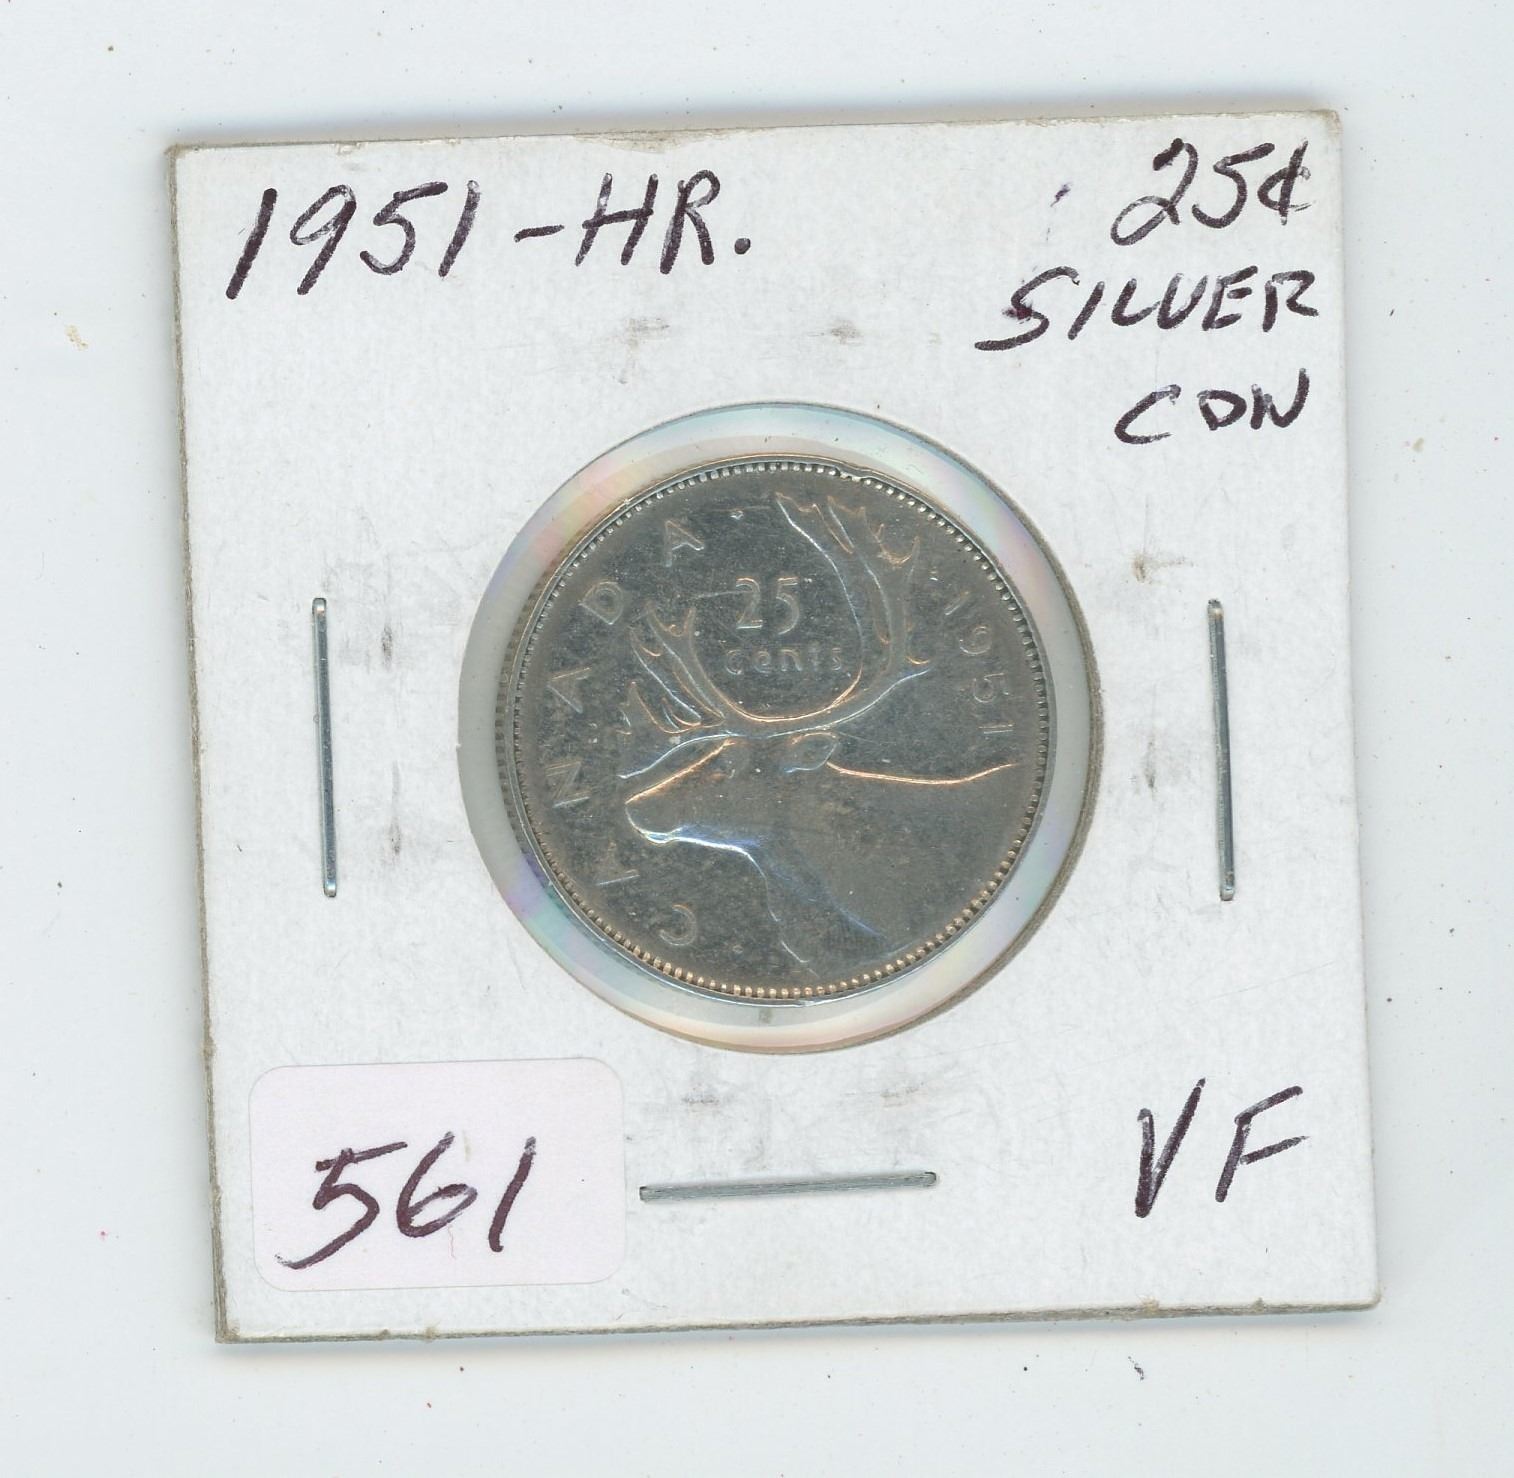 1951-HR.
25¢
SILVER
CDN
CANADA
25
cents
1951
561
VF